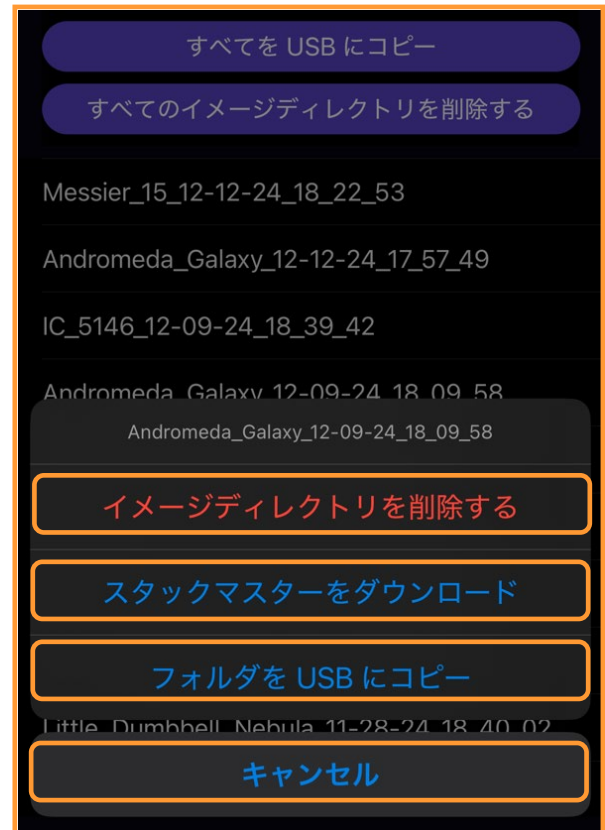 すべてを USB にコピー
すべてのイメージディレクトリを削除する
Messier_15_12-12-24_18_22_53
Andromeda_Galaxy_12-12-24_17_57_49
IC_5146_12-09-24_18_39_42
Andromeda_Galaxy_12-09-24_18_09_58
Andromeda_Galaxy_12-09-24_18_09_58
イメージディレクトリを削除する
スタックマスターをダウンロード
フォルダを USB にコピー
Little_Dumbbell_Nebula_11-28-24_18_40_02
キャンセル